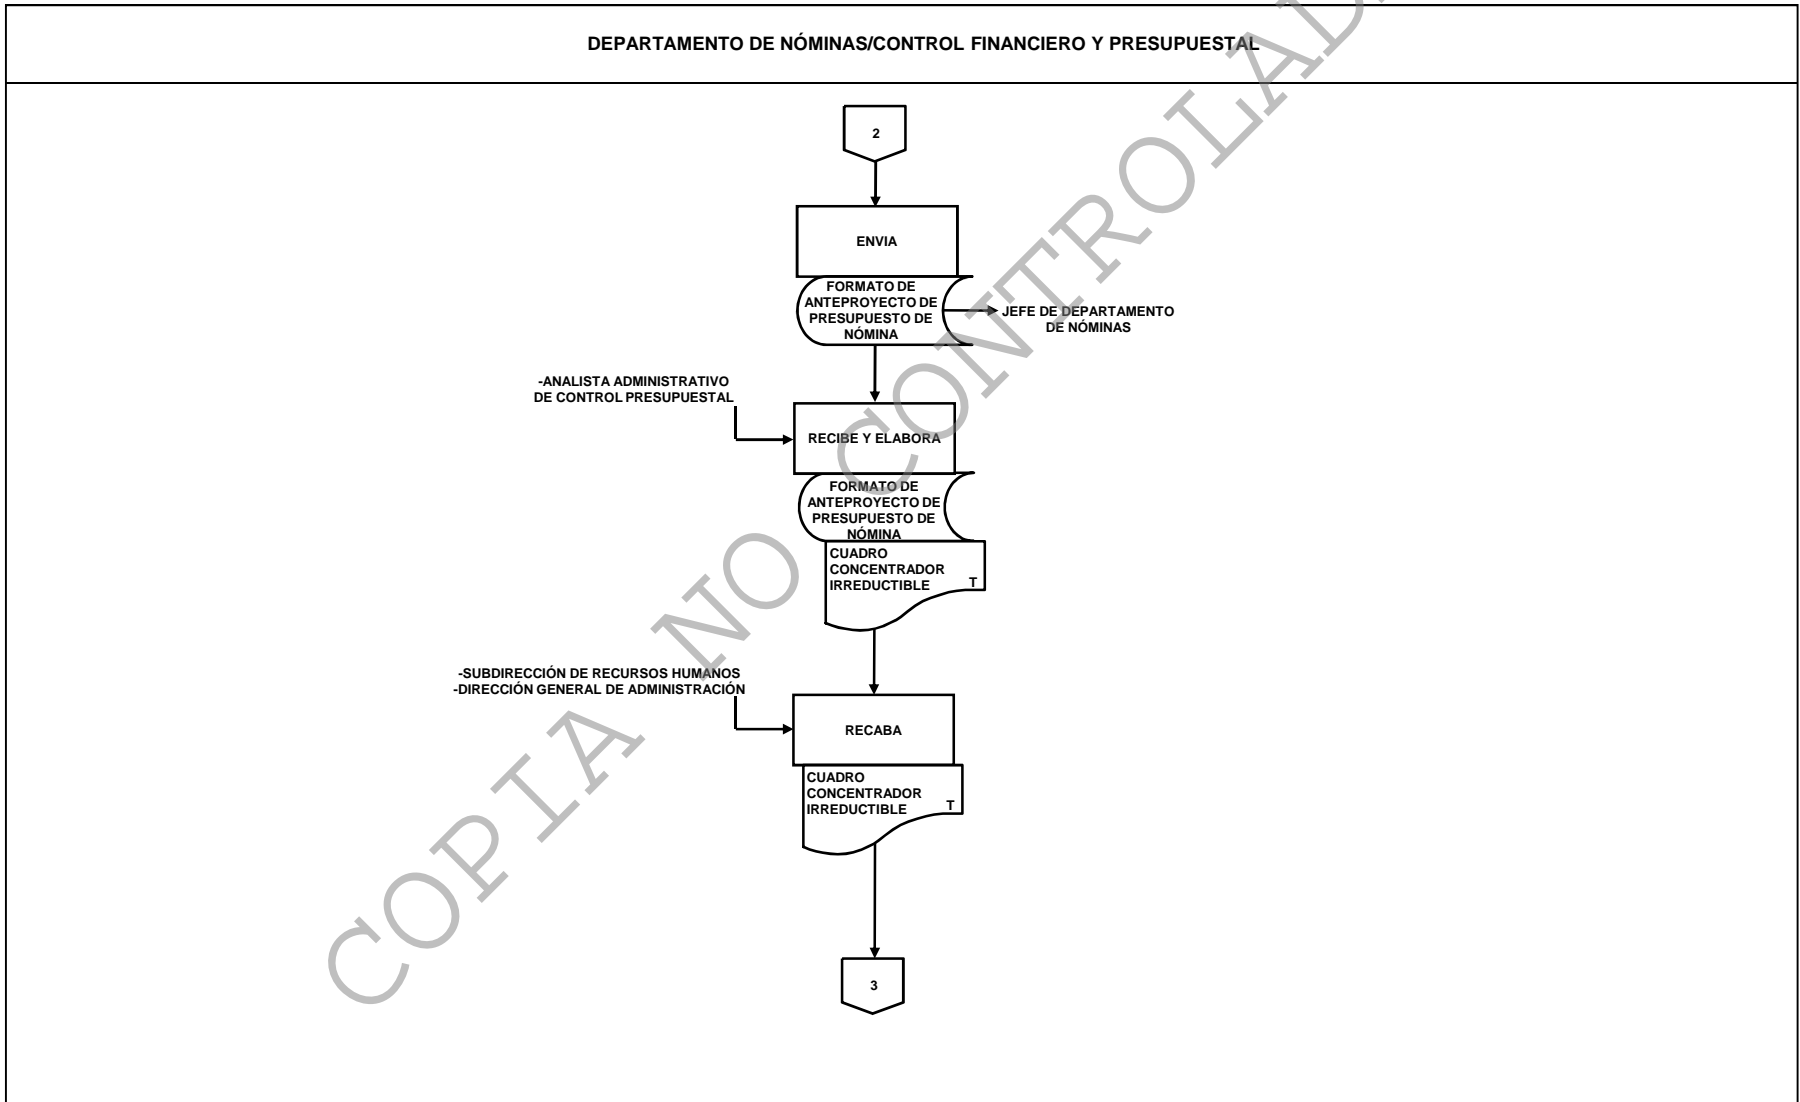 DEPARTAMENTO DE NÓMINAS/CONTROL FINANCIERO Y PRESUPUESTAL
2
ENVIA
FORMATO DE
ANTEPROYECTO DE
PRESUPUESTO DE
NÓMINA
JEFE DE DEPARTAMENTO
DE NÓMINAS
-ANALISTA ADMINISTRATIVO
DE CONTROL PRESUPUESTAL
RECIBE Y ELABORA
FORMATO DE
ANTEPROYECTO DE
PRESUPUESTO DE
NÓMINA
CUADRO
CONCENTRADOR
IRREDUCTIBLE T
-SUBDIRECCIÓN DE RECURSOS HUMANOS
-DIRECCIÓN GENERAL DE ADMINISTRACIÓN
RECABA
CUADRO
CONCENTRADOR
IRREDUCTIBLE T
3
COPIA NO CONTROLAD